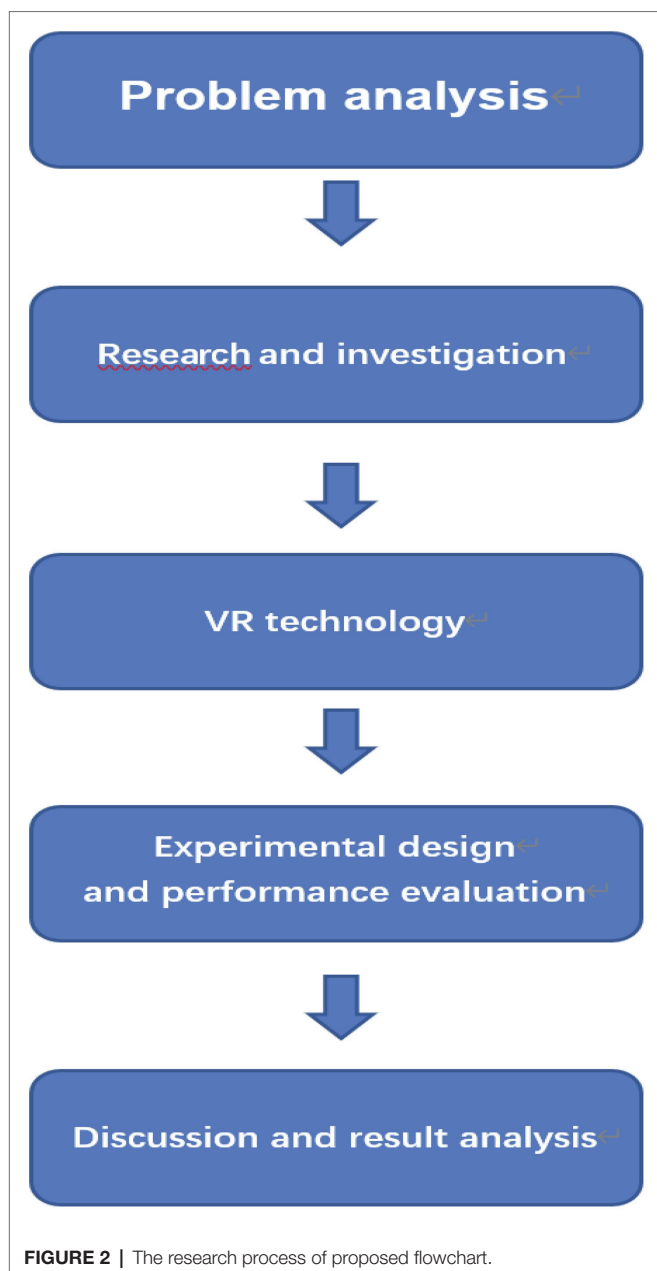 Problem analysis
Research and investigation
VR technology
Experimental design
and performance evaluation
Discussion and result analysis
FIGURE 2 | The research process of proposed flowchart.